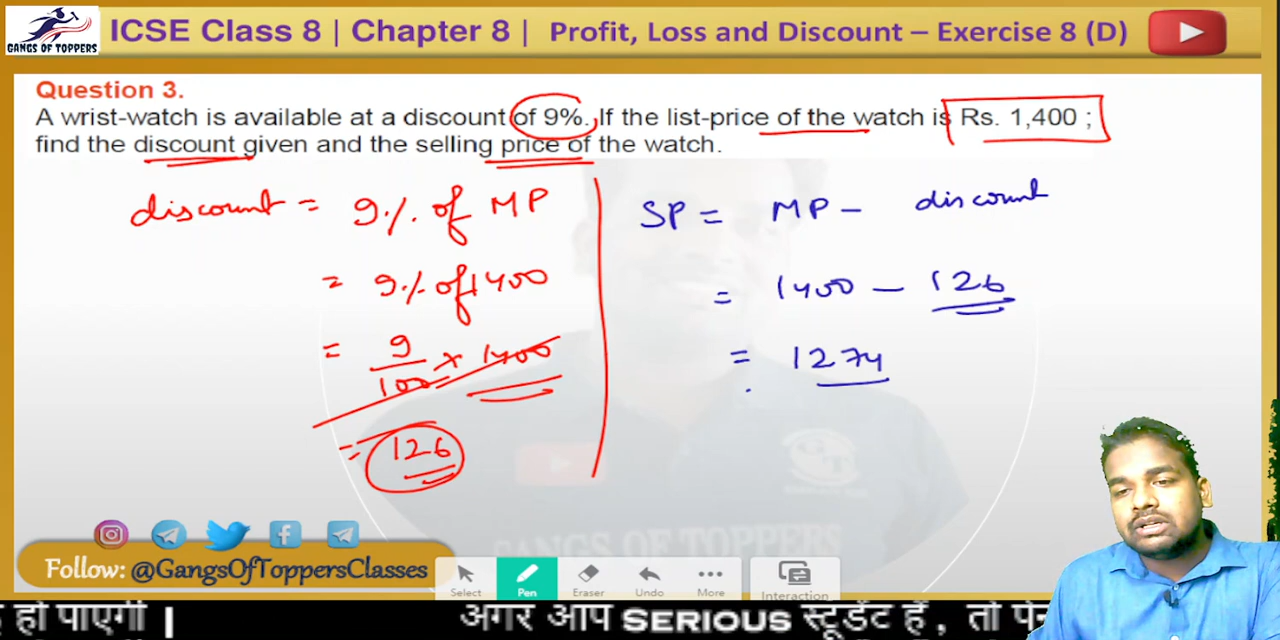 GANGS OF TOPPERS
ICSE Class 8 | Chapter 8 | Profit, Loss and Discount – Exercise 8 (D)
Question 3.
A wrist-watch is available at a discount of 9%. If the list-price of the watch is Rs. 1,400 ;
find the discount given and the selling price of the watch.
discount = 9% of MP
= 9% of 1400
= 9/100 × 1400
= 126
SP = MP – discount
= 1400 – 126
= 1274
GANGS OF TOPPERS
Follow: @GangsOfToppersClasses
Select Pen Eraser Undo More Interaction
हो पाएगी | अगर आप SERIOUS स्टूडेंट हैं , तो